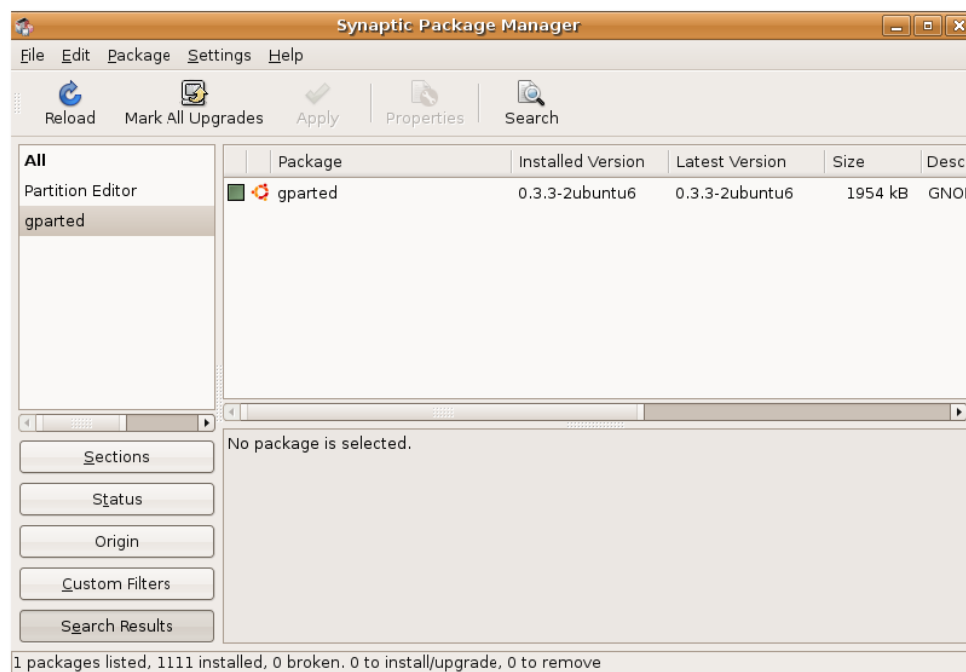 Synaptic Package Manager
File Edit Package Settings Help
Reload Mark All Upgrades Apply Properties Search
All
Partition Editor
gparted
Package Installed Version Latest Version Size Desc
gparted 0.3.3-2ubuntu6 0.3.3-2ubuntu6 1954 kB GNO
No package is selected.
Sections
Status
Origin
Custom Filters
Search Results
1 packages listed, 1111 installed, 0 broken. 0 to install/upgrade, 0 to remove